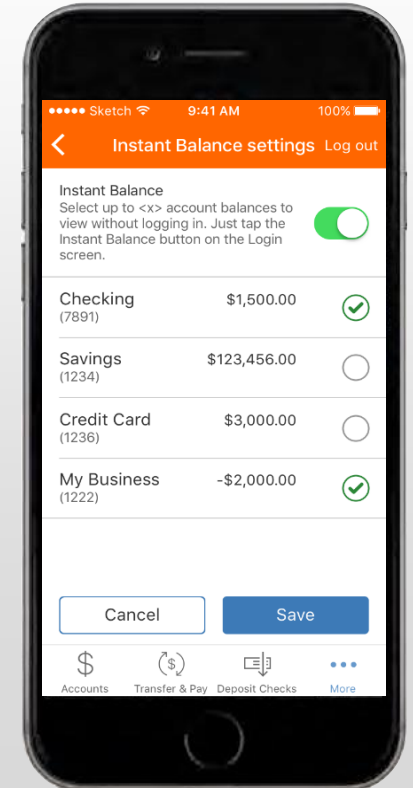 Sketch 9:41 AM 100%
Instant Balance settings Log out
Instant Balance
Select up to <x> account balances to
view without logging in. Just tap the
Instant Balance button on the Login
screen.
Checking $1,500.00
(7891)
Savings $123,456.00
(1234)
Credit Card $3,000.00
(1236)
My Business -$2,000.00
(1222)
Cancel Save
Accounts Transfer & Pay Deposit Checks More